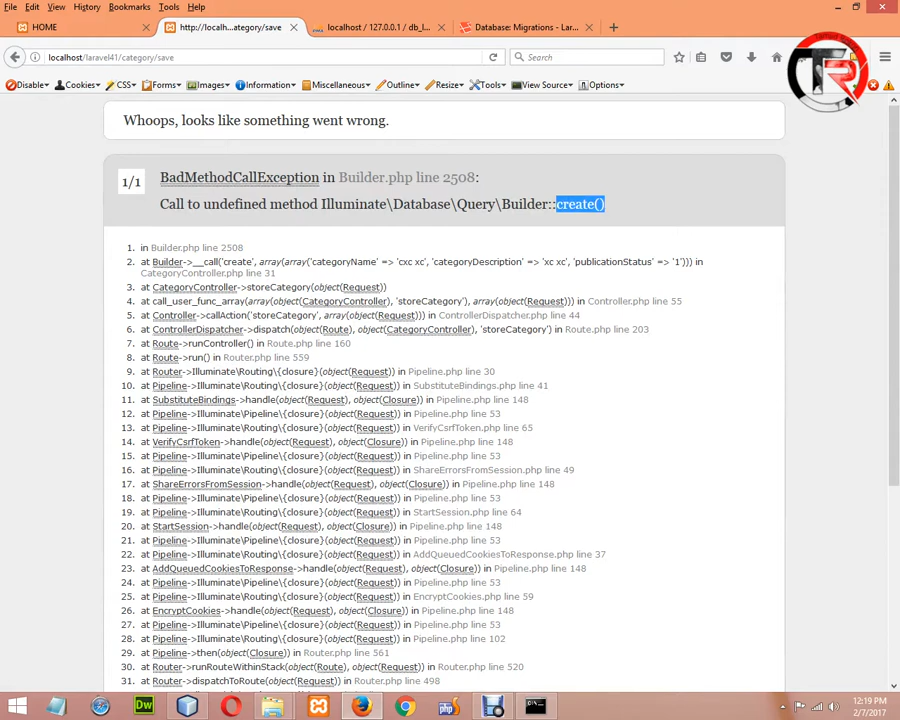 File Edit View History Bookmarks Tools Help
HOME × http://localh...ategory/save × localhost / 127.0.0.1 / db_l... × Database: Migrations - Lar... × +
localhost/laravel41/category/save Search
Disable Cookies CSS Forms Images Information Miscellaneous Outline Resize Tools View Source Options
TR
Whoops, looks like something went wrong.
1/1 BadMethodCallException in Builder.php line 2508:
Call to undefined method Illuminate\Database\Query\Builder::create()
1. in Builder.php line 2508
2. at Builder->__call('create', array(array('categoryName' => 'cxc xc', 'categoryDescription' => 'xc xc', 'publicationStatus' => '1'))) in
CategoryController.php line 31
3. at CategoryController->storeCategory(object(Request))
4. at call_user_func_array(array(object(CategoryController), 'storeCategory'), array(object(Request))) in Controller.php line 55
5. at Controller->callAction('storeCategory', array(object(Request))) in ControllerDispatcher.php line 44
6. at ControllerDispatcher->dispatch(object(Route), object(CategoryController), 'storeCategory') in Route.php line 203
7. at Route->runController() in Route.php line 160
8. at Route->run() in Router.php line 559
9. at Router->Illuminate\Routing\{closure}(object(Request)) in Pipeline.php line 30
10. at Pipeline->Illuminate\Routing\{closure}(object(Request)) in SubstituteBindings.php line 41
11. at SubstituteBindings->handle(object(Request), object(Closure)) in Pipeline.php line 148
12. at Pipeline->Illuminate\Pipeline\{closure}(object(Request)) in Pipeline.php line 53
13. at Pipeline->Illuminate\Routing\{closure}(object(Request)) in VerifyCsrfToken.php line 65
14. at VerifyCsrfToken->handle(object(Request), object(Closure)) in Pipeline.php line 148
15. at Pipeline->Illuminate\Pipeline\{closure}(object(Request)) in Pipeline.php line 53
16. at Pipeline->Illuminate\Routing\{closure}(object(Request)) in ShareErrorsFromSession.php line 49
17. at ShareErrorsFromSession->handle(object(Request), object(Closure)) in Pipeline.php line 148
18. at Pipeline->Illuminate\Pipeline\{closure}(object(Request)) in Pipeline.php line 53
19. at Pipeline->Illuminate\Routing\{closure}(object(Request)) in StartSession.php line 64
20. at StartSession->handle(object(Request), object(Closure)) in Pipeline.php line 148
21. at Pipeline->Illuminate\Pipeline\{closure}(object(Request)) in Pipeline.php line 53
22. at Pipeline->Illuminate\Routing\{closure}(object(Request)) in AddQueuedCookiesToResponse.php line 37
23. at AddQueuedCookiesToResponse->handle(object(Request), object(Closure)) in Pipeline.php line 148
24. at Pipeline->Illuminate\Pipeline\{closure}(object(Request)) in Pipeline.php line 53
25. at Pipeline->Illuminate\Routing\{closure}(object(Request)) in EncryptCookies.php line 59
26. at EncryptCookies->handle(object(Request), object(Closure)) in Pipeline.php line 148
27. at Pipeline->Illuminate\Pipeline\{closure}(object(Request)) in Pipeline.php line 53
28. at Pipeline->Illuminate\Routing\{closure}(object(Request)) in Pipeline.php line 102
29. at Pipeline->then(object(Closure)) in Router.php line 561
30. at Router->runRouteWithinStack(object(Route), object(Request)) in Router.php line 520
31. at Router->dispatchToRoute(object(Request)) in Router.php line 498
Dw php 12:19 PM
2/7/2017